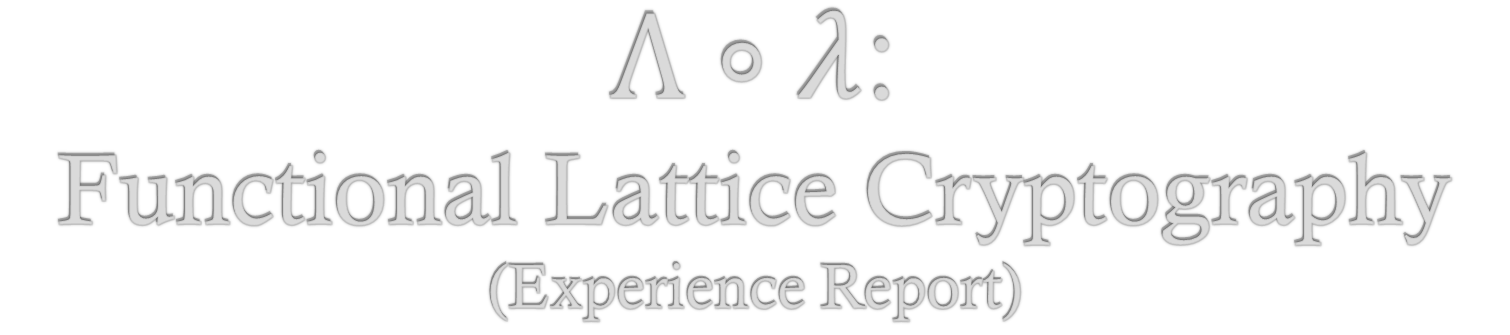 Λ ∘ λ:
Functional Lattice Cryptography
(Experience Report)